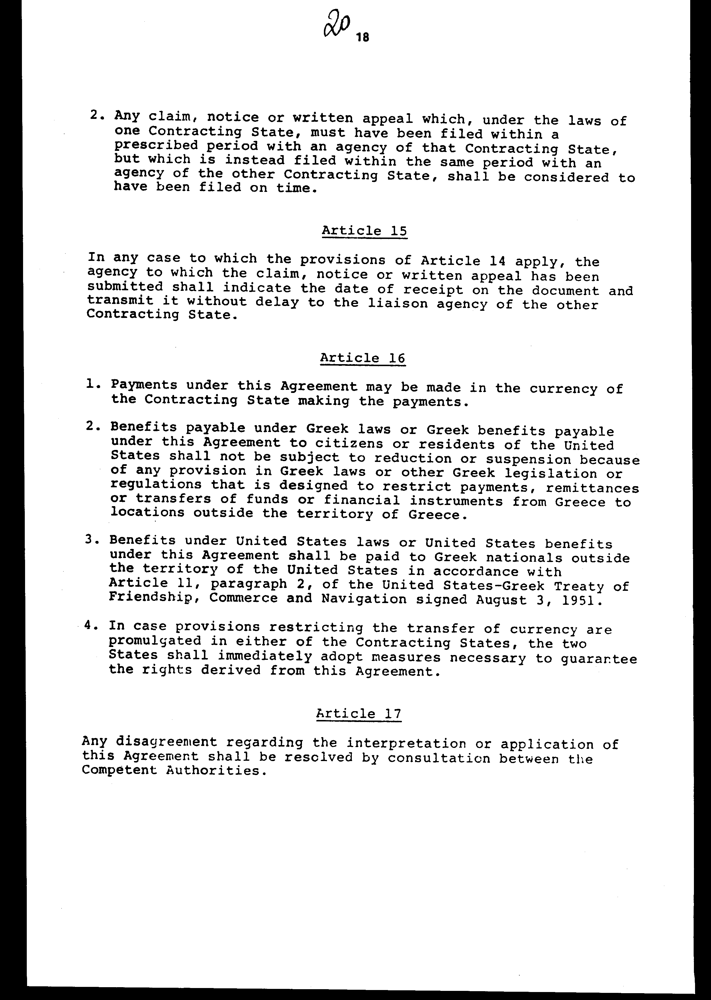 20
18
2. Any claim, notice or written appeal which, under the laws of
one Contracting State, must have been filed within a
prescribed period with an agency of that Contracting State,
but which is instead filed within the same period with an
agency of the other Contracting State, shall be considered to
have been filed on time.
Article 15
In any case to which the provisions of Article 14 apply, the
agency to which the claim, notice or written appeal has been
submitted shall indicate the date of receipt on the document and
transmit it without delay to the liaison agency of the other
Contracting State.
Article 16
1. Payments under this Agreement may be made in the currency of
the Contracting State making the payments.
2. Benefits payable under Greek laws or Greek benefits payable
under this Agreement to citizens or residents of the United
States shall not be subject to reduction or suspension because
of any provision in Greek laws or other Greek legislation or
regulations that is designed to restrict payments, remittances
or transfers of funds or financial instruments from Greece to
locations outside the territory of Greece.
3. Benefits under United States laws or United States benefits
under this Agreement shall be paid to Greek nationals outside
the territory of the United States in accordance with
Article 11, paragraph 2, of the United States-Greek Treaty of
Friendship, Commerce and Navigation signed August 3, 1951.
4. In case provisions restricting the transfer of currency are
promulgated in either of the Contracting States, the two
States shall immediately adopt measures necessary to guarantee
the rights derived from this Agreement.
Article 17
Any disagreement regarding the interpretation or application of
this Agreement shall be resolved by consultation between the
Competent Authorities.